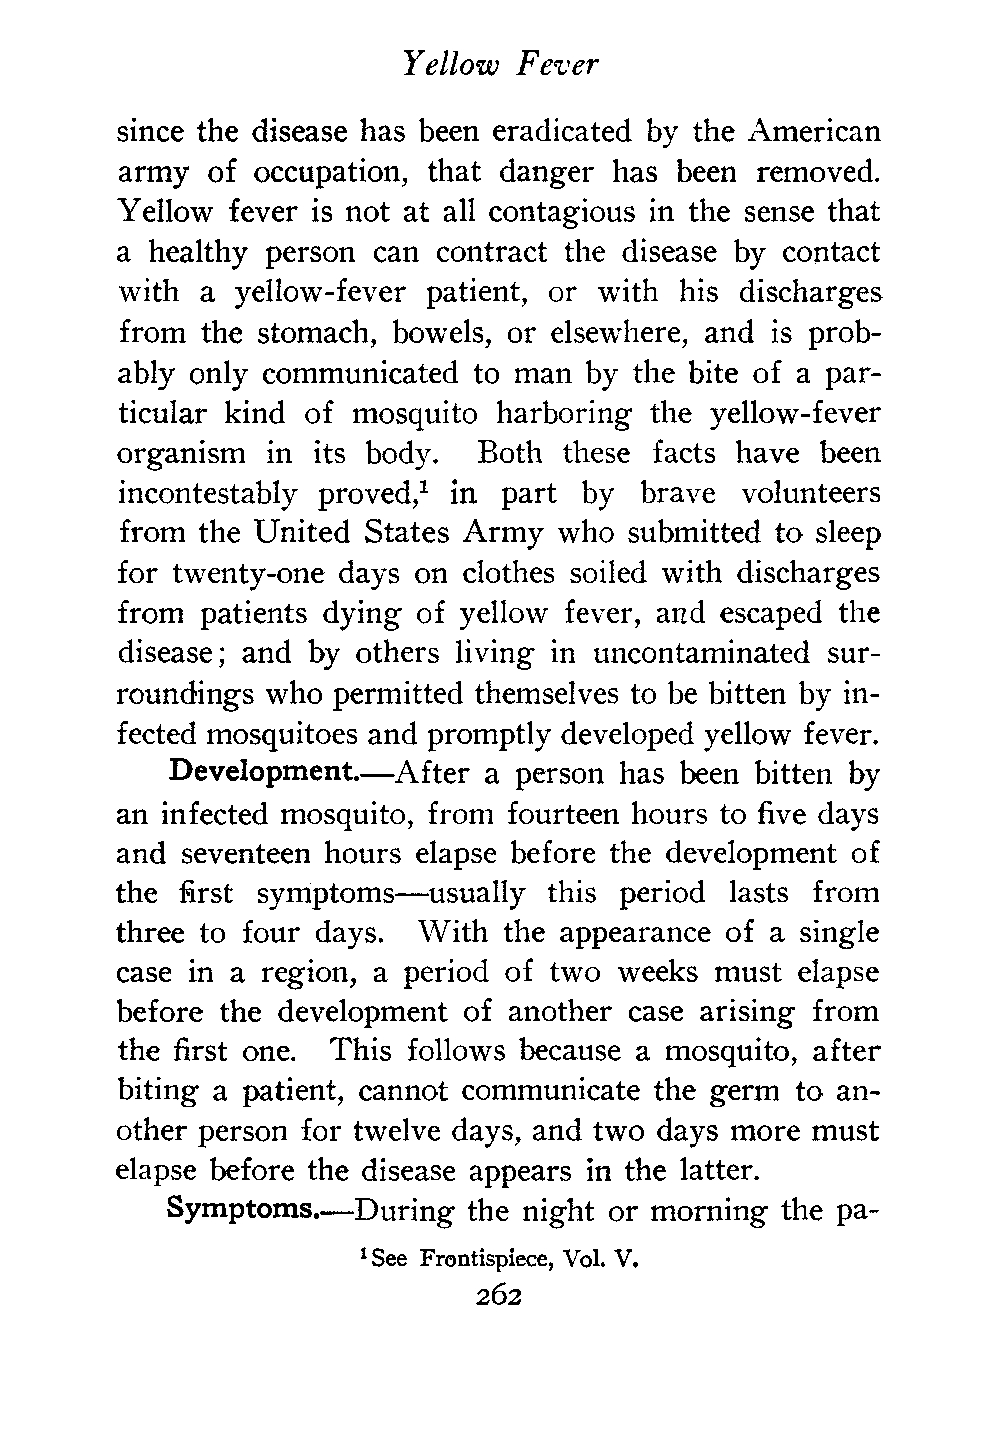 Yellow Fever
since the disease has been eradicated by the American
army of occupation, that danger has been removed.
Yellow fever is not at all contagious in the sense that
a healthy person can contract the disease by contact
with a yellow-fever patient, or with his discharges
from the stomach, bowels, or elsewhere, and is prob-
ably only communicated to man by the bite of a par-
ticular kind of mosquito harboring the yellow-fever
organism in its body. Both these facts have been
incontestably proved,¹ in part by brave volunteers
from the United States Army who submitted to sleep
for twenty-one days on clothes soiled with discharges
from patients dying of yellow fever, and escaped the
disease; and by others living in uncontaminated sur-
roundings who permitted themselves to be bitten by in-
fected mosquitoes and promptly developed yellow fever.
Development.—After a person has been bitten by
an infected mosquito, from fourteen hours to five days
and seventeen hours elapse before the development of
the first symptoms—usually this period lasts from
three to four days. With the appearance of a single
case in a region, a period of two weeks must elapse
before the development of another case arising from
the first one. This follows because a mosquito, after
biting a patient, cannot communicate the germ to an-
other person for twelve days, and two days more must
elapse before the disease appears in the latter.
Symptoms.—During the night or morning the pa-
¹ See Frontispiece, Vol. V.
262